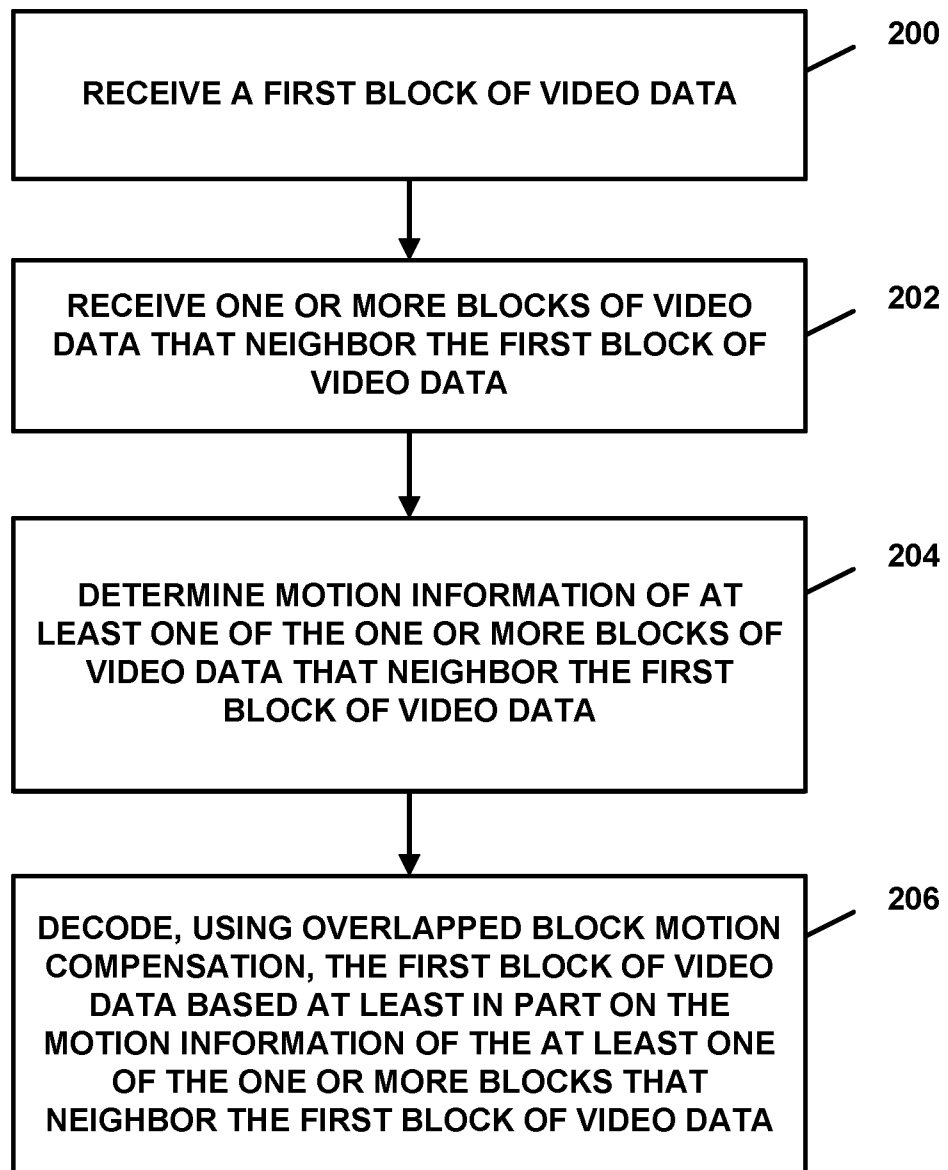 200
RECEIVE A FIRST BLOCK OF VIDEO DATA
202
RECEIVE ONE OR MORE BLOCKS OF VIDEO
DATA THAT NEIGHBOR THE FIRST BLOCK OF
VIDEO DATA
204
DETERMINE MOTION INFORMATION OF AT
LEAST ONE OF THE ONE OR MORE BLOCKS OF
VIDEO DATA THAT NEIGHBOR THE FIRST
BLOCK OF VIDEO DATA
206
DECODE, USING OVERLAPPED BLOCK MOTION
COMPENSATION, THE FIRST BLOCK OF VIDEO
DATA BASED AT LEAST IN PART ON THE
MOTION INFORMATION OF THE AT LEAST ONE
OF THE ONE OR MORE BLOCKS THAT
NEIGHBOR THE FIRST BLOCK OF VIDEO DATA